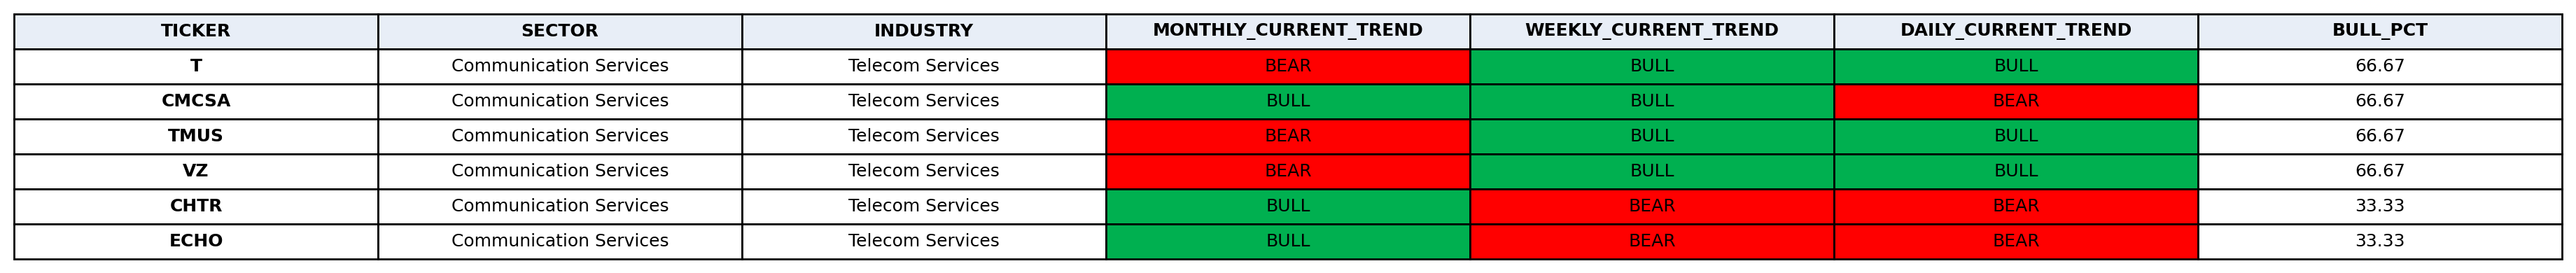 TICKER SECTOR INDUSTRY MONTHLY_CURRENT_TREND WEEKLY_CURRENT_TREND DAILY_CURRENT_TREND BULL_PCT
T Communication Services Telecom Services BEAR BULL BULL 66.67
CMCSA Communication Services Telecom Services BULL BULL BEAR 66.67
TMUS Communication Services Telecom Services BEAR BULL BULL 66.67
VZ Communication Services Telecom Services BEAR BULL BULL 66.67
CHTR Communication Services Telecom Services BULL BEAR BEAR 33.33
ECHO Communication Services Telecom Services BULL BEAR BEAR 33.33